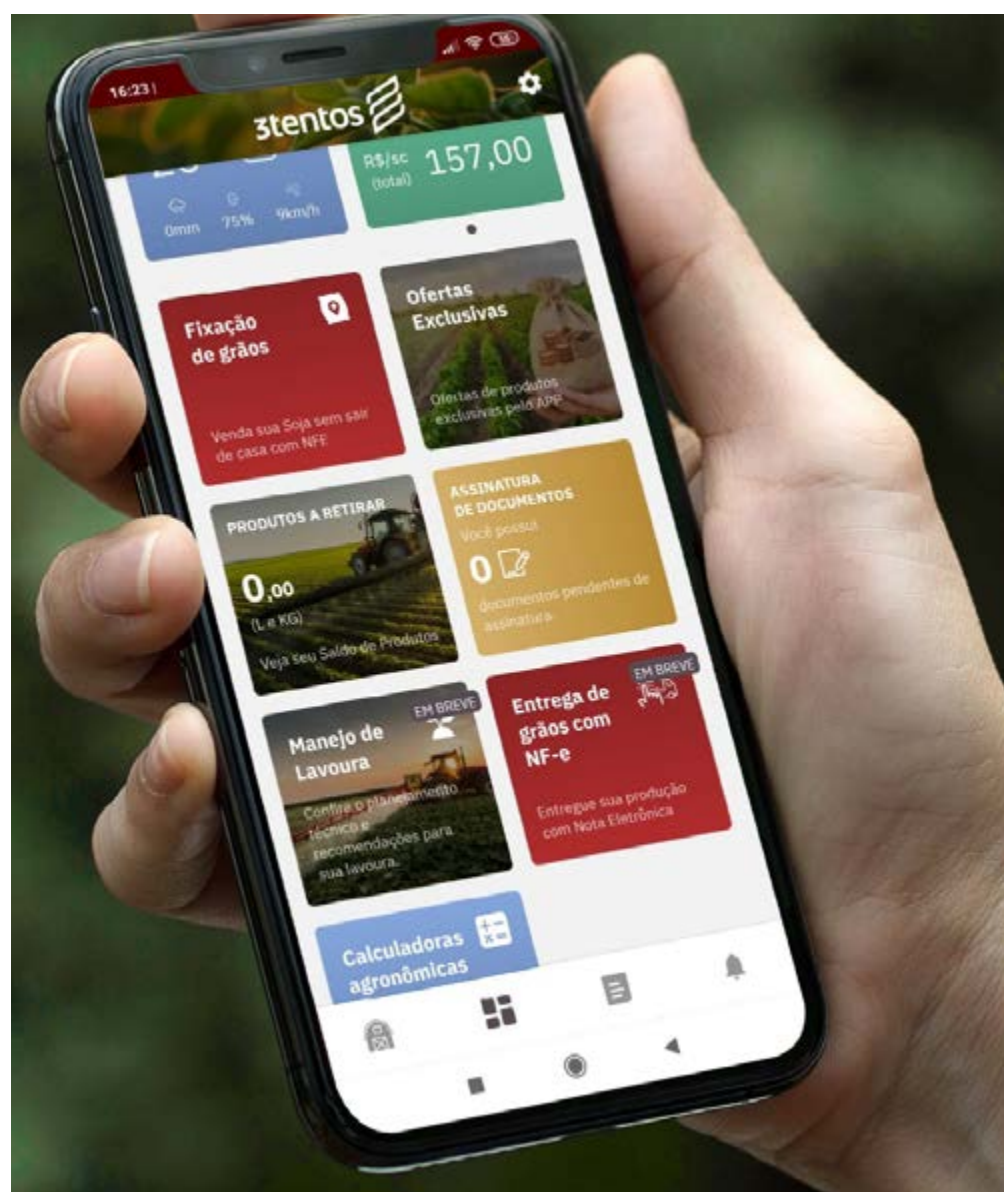 16:23
3tentos
R$/sc
(total)
157,00
0mm
75%
9km/h
Fixação
de grãos
Venda sua Soja sem sair
de casa com NFE
Ofertas
Exclusivas
Ofertas de produtos
exclusivas pelo APP
PRODUTOS A RETIRAR
0,00
(L e KG)
Veja seu Saldo de Produtos
ASSINATURA
DE DOCUMENTOS
Você possui
0
documentos pendentes de
assinatura.
EM BREVE
Manejo de
Lavoura
Confira o planejamento
técnico e
recomendações para
sua lavoura.
EM BREVE
Entrega de
grãos com
NF-e
Entregue sua produção
com Nota Eletrônica
Calculadoras
agronômicas